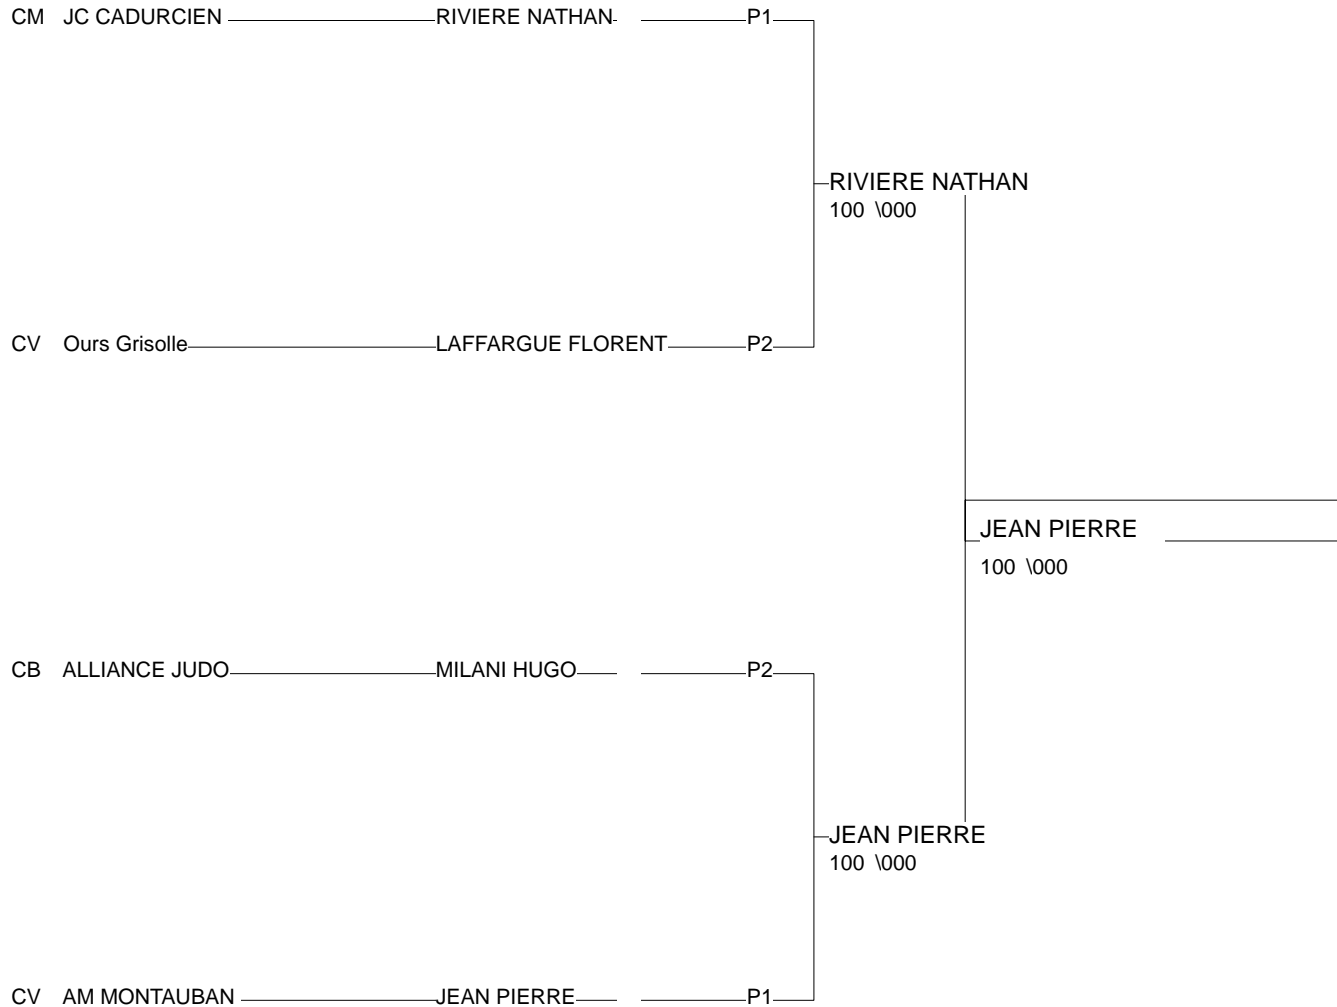 CM JC CADURCIEN RIVIERE NATHAN P1
RIVIERE NATHAN
100 \000
CV Ours Grisolle LAFFARGUE FLORENT P2
JEAN PIERRE
100 \000
CB ALLIANCE JUDO MILANI HUGO P2
JEAN PIERRE
100 \000
CV AM MONTAUBAN JEAN PIERRE P1